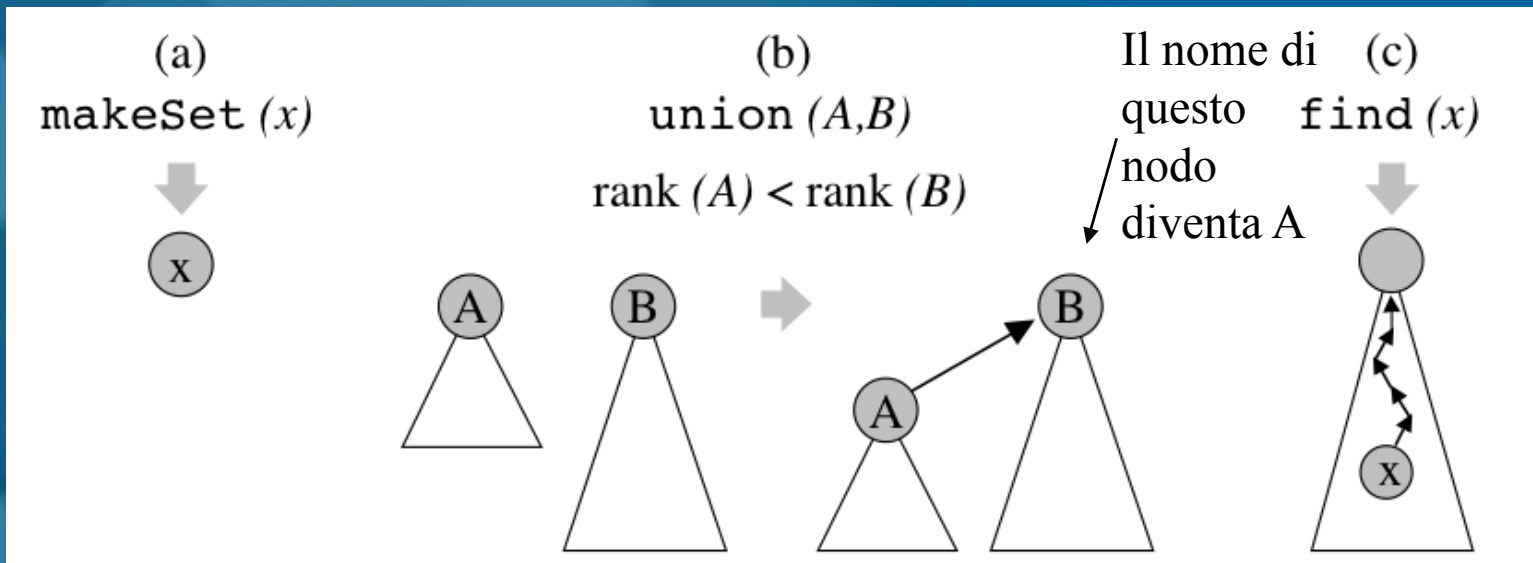 (a)
makeSet (x)
x
(b)
union (A,B)
rank (A) < rank (B)
A
B
A
B
Il nome di
questo
nodo
diventa A
(c)
find (x)
x